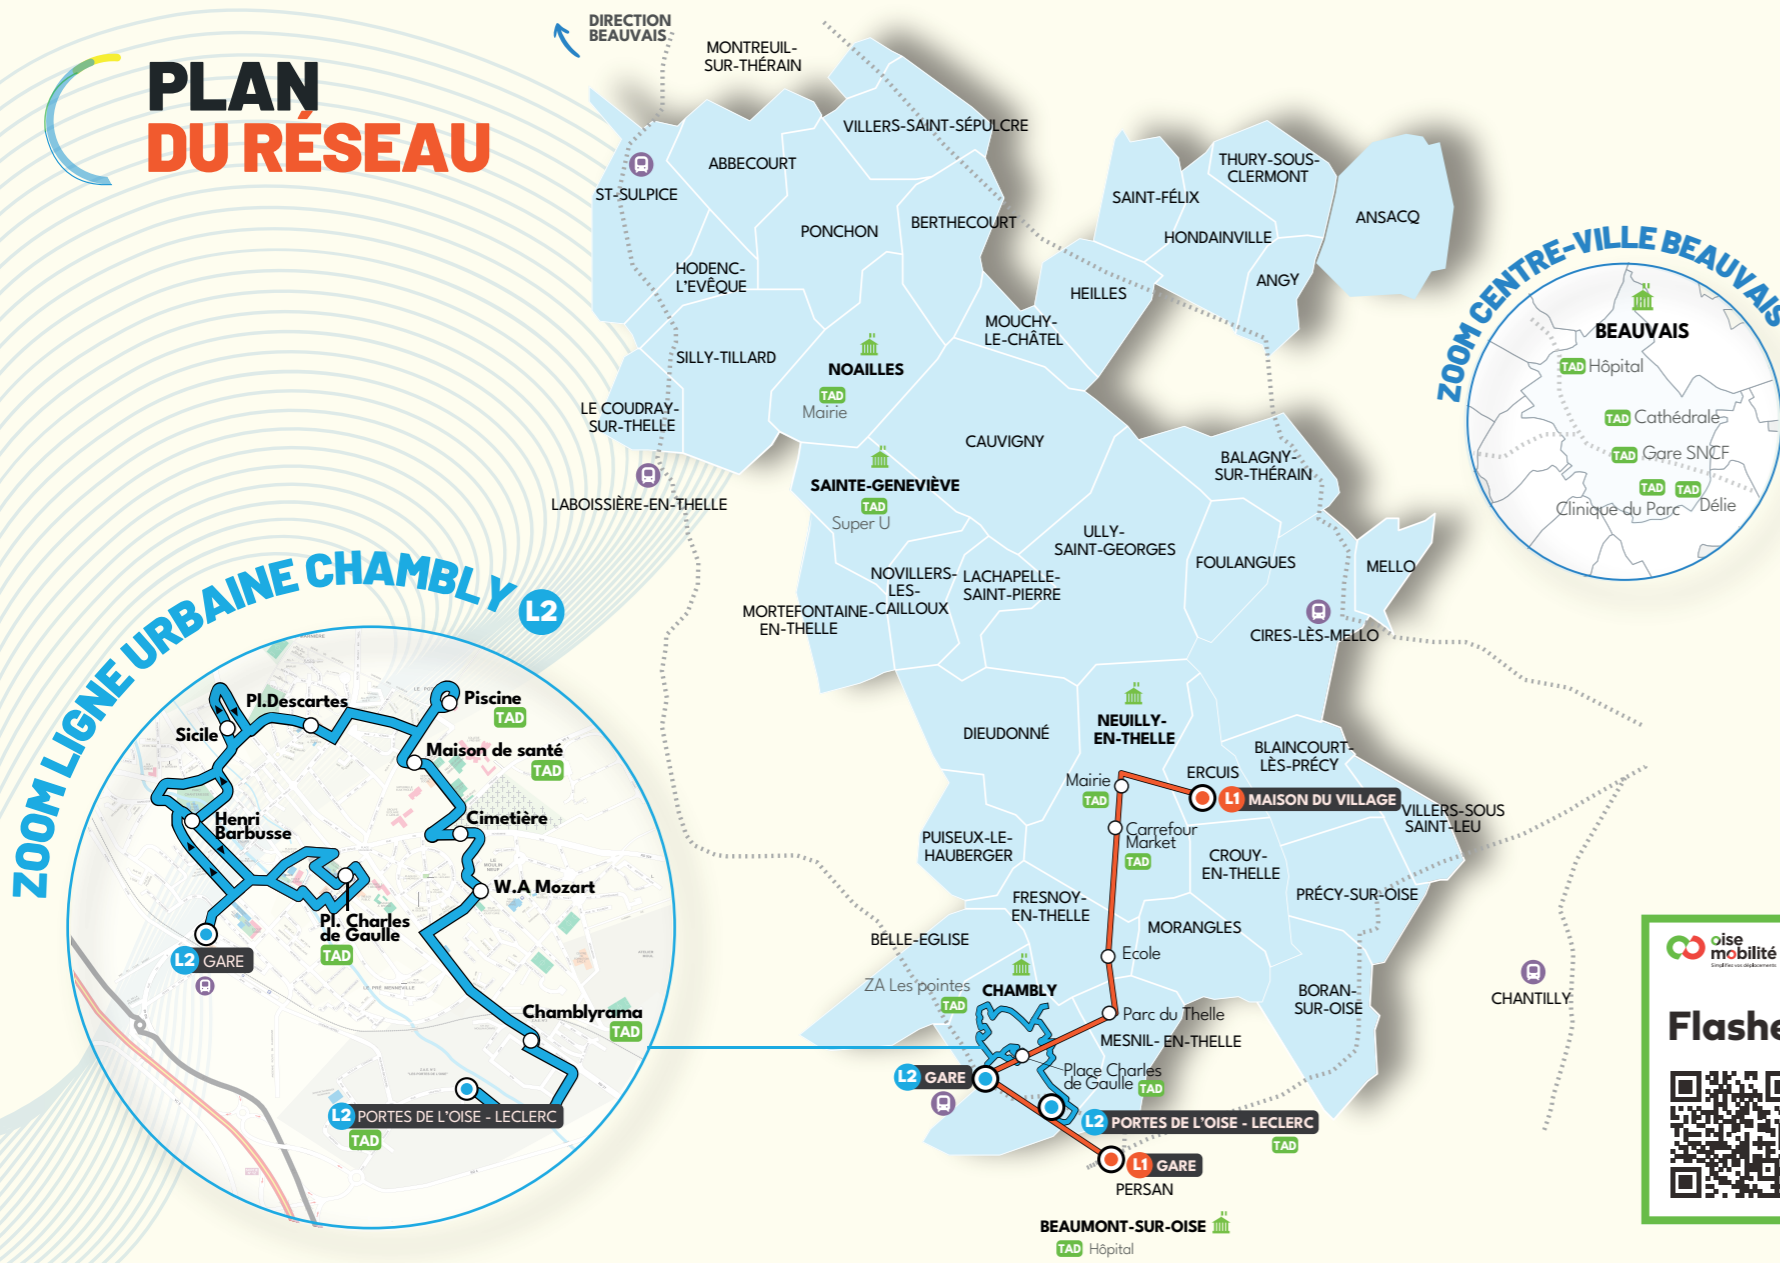 PLAN
DU RÉSEAU
DIRECTION
BEAUVAIS
MONTREUIL-
SUR-THÉRAIN
VILLERS-SAINT-SÉPULCRE
ABBECOURT
ST-SULPICE
PONCHON
BERTHECOURT
HODENC-
L'EVÊQUE
SILLY-TILLARD
NOAILLES
TAD
Mairie
MOUCHY-
LE-CHÂTEL
HEILLES
SAINT-FÉLIX
THURY-SOUS-
CLERMONT
HONDAINVILLE
ANGY
ANSACQ
LE COUDRAY-
SUR-THELLE
LABOISSIÈRE-EN-THELLE
CAUVIGNY
SAINTE-GENEVIÈVE
TAD
Super U
BALAGNY-
SUR-THÉRAIN
ULLY-
SAINT-GEORGES
FOULANGUES
MELLO
NOVILLERS-
LES-
CAILLOUX
LACHAPELLE-
SAINT-PIERRE
MORTEFONTAINE-
EN-THELLE
CIRES-LÈS-MELLO
DIEUDONNÉ
NEUILLY-
EN-THELLE
BLAINCOURT-
LÈS-PRÉCY
Mairie
TAD
ERCUIS
L1 MAISON DU VILLAGE
VILLERS-SOUS
SAINT-LEU
Carrefour
Market
TAD
PUISEUX-LE-
HAUBERGER
CROUY-
EN-THELLE
PRÉCY-SUR-OISE
FRESNOY-
EN-THELLE
MORANGLES
BELLE-EGLISE
Ecole
ZA Les pointes
TAD
CHAMBLY
BORAN-
SUR-OISE
CHANTILLY
Parc du Thelle
MESNIL-EN-THELLE
Place Charles
de Gaulle
TAD
L2 GARE
L2 PORTES DE L'OISE - LECLERC
TAD
L1 GARE
PERSAN
BEAUMONT-SUR-OISE
TAD Hôpital
ZOOM CENTRE-VILLE BEAUVAIS
BEAUVAIS
TAD Hôpital
TAD Cathédrale
TAD Gare SNCF
TAD
Clinique du Parc
TAD
Délie
ZOOM LIGNE URBAINE CHAMBLY L2
Pl.Descartes
Piscine
TAD
Sicile
Maison de santé
TAD
Henri
Barbusse
Cimetière
W.A Mozart
Pl. Charles
de Gaulle
TAD
L2 GARE
Chamblyrama
TAD
L2 PORTES DE L'OISE - LECLERC
TAD
oise
mobilité
Simplifiez vos déplacements
Flashe